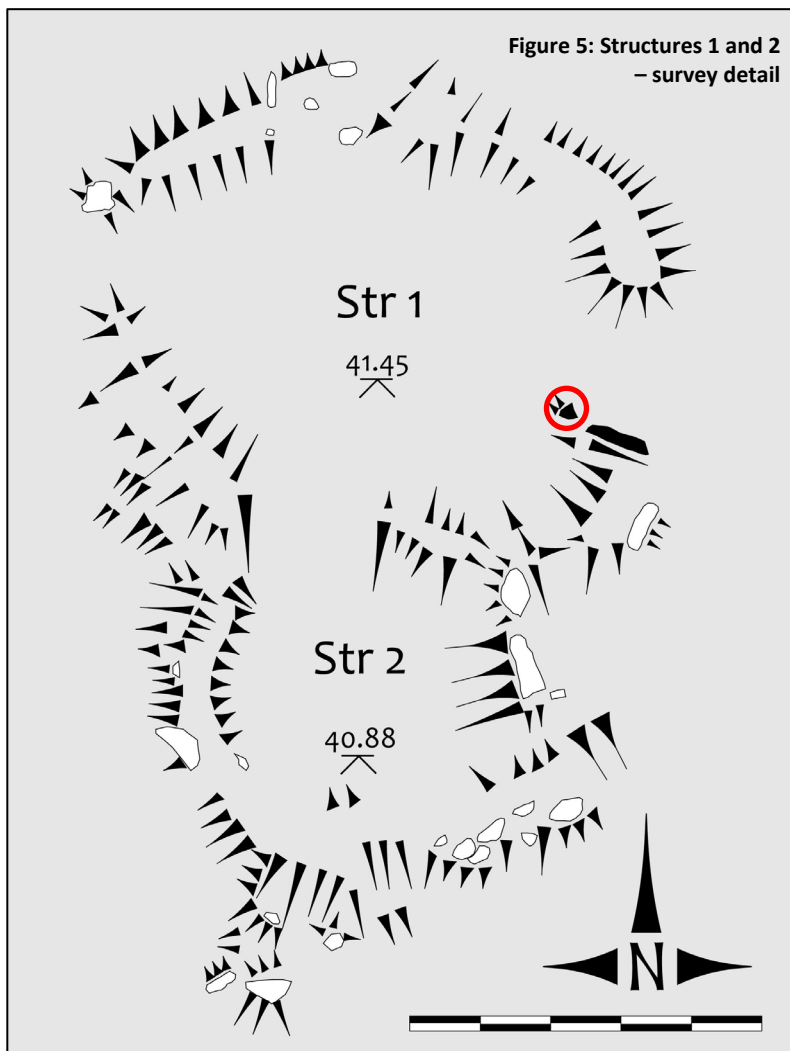 Figure 5: Structures 1 and 2
– survey detail
Str 1
41.45
Str 2
40.88
N